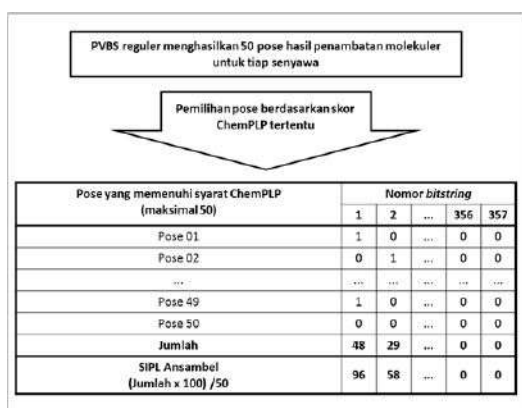 PVBS reguler menghasilkan 50 pose hasil penambatan molekuler
untuk tiap senyawa
Pemilihan pose berdasarkan skor
ChemPLP tertentu
Pose yang memenuhi syarat ChemPLP
(maksimal 50)
Nomor bitstring
1 2 ... 356 357
Pose 01 1 0 ... 0 0
Pose 02 0 1 ... 0 0
... ... ... ... ... ...
Pose 49 1 0 ... 0 0
Pose 50 0 0 ... 0 0
Jumlah 48 29 ... 0 0
SIPL Ansambel
(Jumlah x 100) /50
96 58 ... 0 0